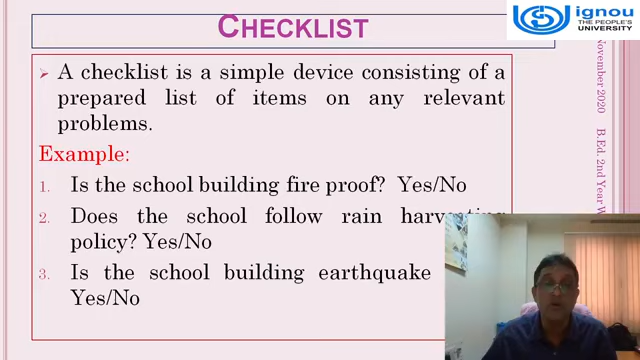 CHECKLIST
ignou
THE PEOPLE'S
UNIVERSITY
A checklist is a simple device consisting of a
prepared list of items on any relevant
problems.
Example:
1. Is the school building fire proof? Yes/No
2. Does the school follow rain harvesting
policy? Yes/No
3. Is the school building earthquake
Yes/No
November 2020 B.Ed. 2nd Year